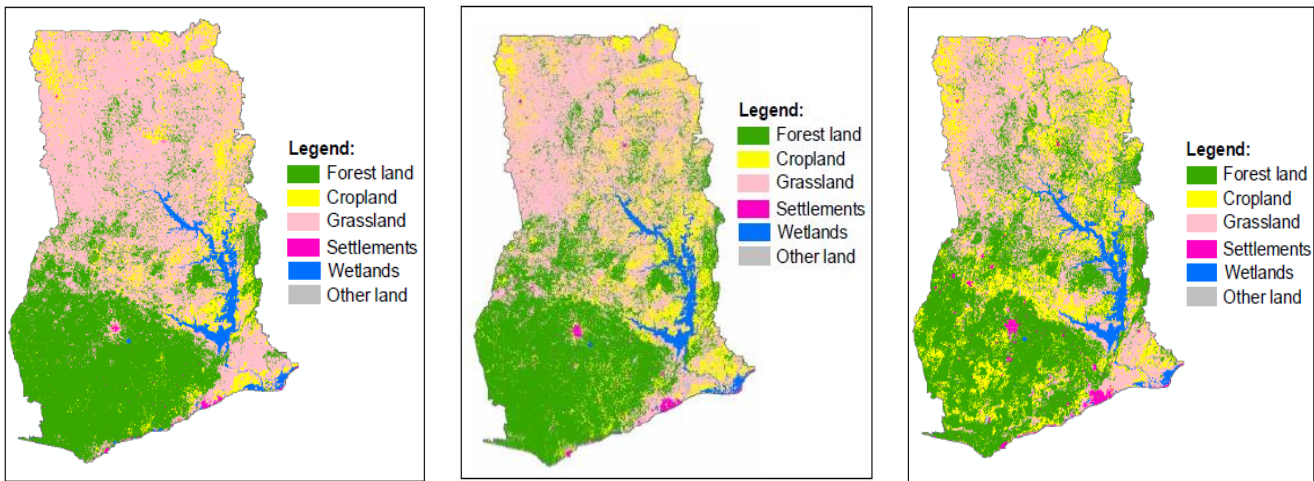 Legend:
Forest land
Cropland
Grassland
Settlements
Wetlands
Other land
Legend:
Forest land
Cropland
Grassland
Settlements
Wetlands
Other land
Legend:
Forest land
Cropland
Grassland
Settlements
Wetlands
Other land